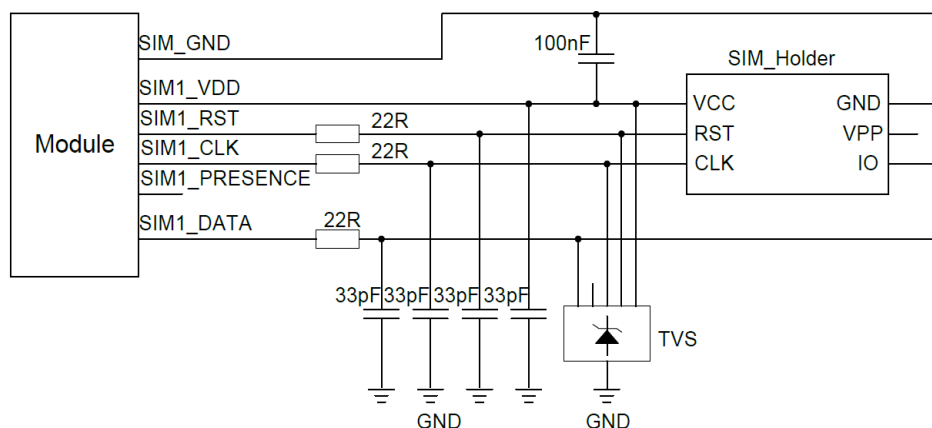 SIM_GND
100nF
SIM_Holder
SIM1_VDD
VCC
GND
SIM1_RST
22R
RST
VPP
Module
SIM1_CLK
22R
CLK
IO
SIM1_PRESENCE
SIM1_DATA
22R
33pF 33pF 33pF 33pF
TVS
GND
GND